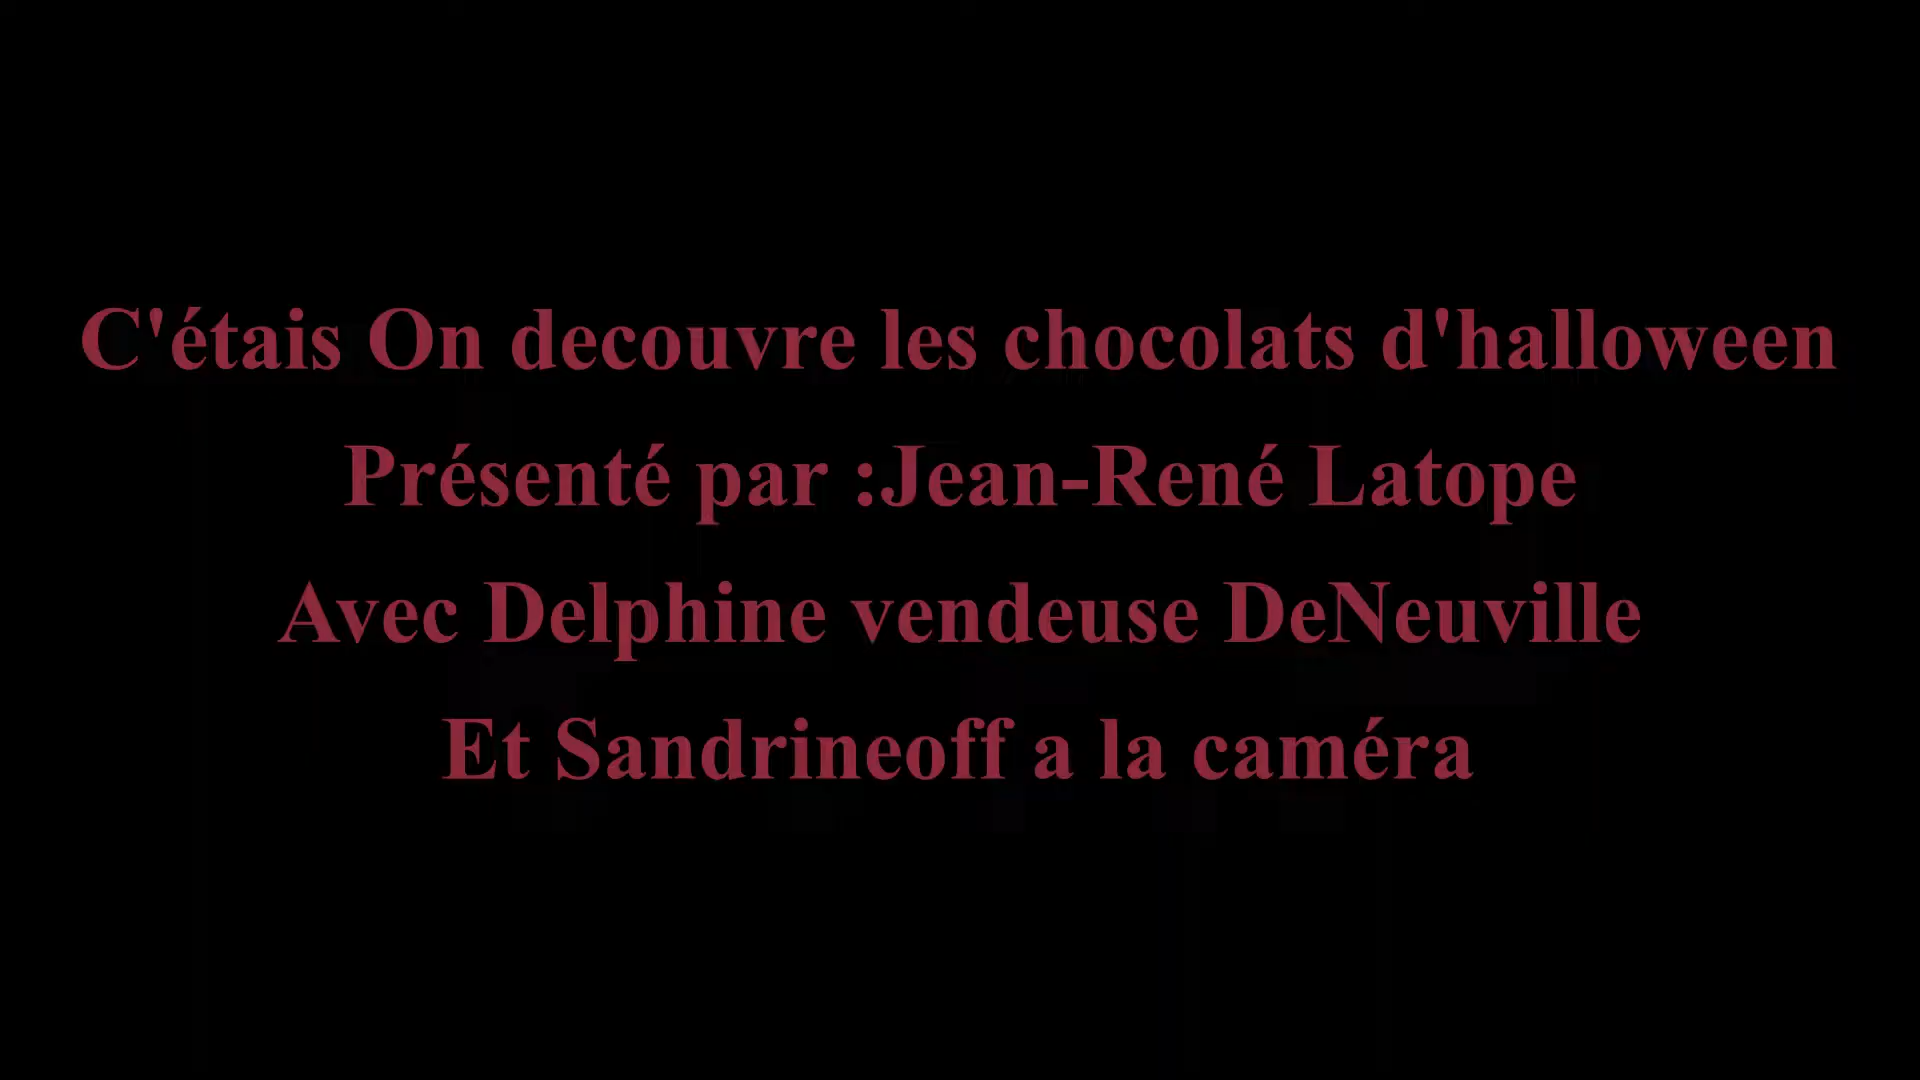 C'étais On decouvre les chocolats d'halloween
Présenté par :Jean-René Latope
Avec Delphine vendeuse DeNeuville
Et Sandrineoff a la caméra